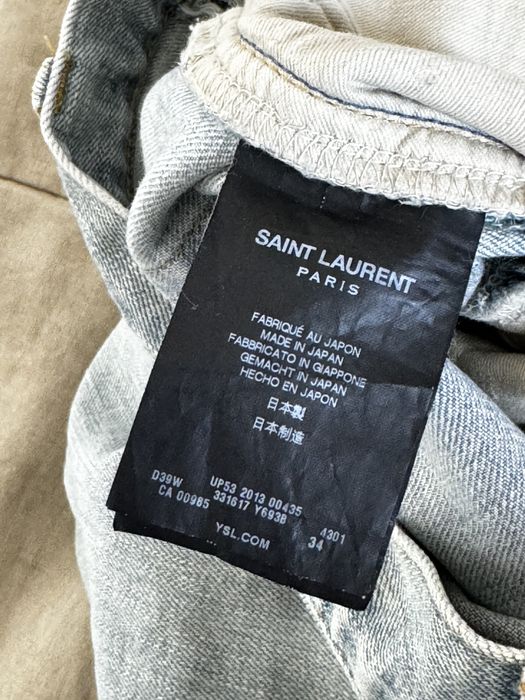 SAINT LAURENT
PARIS
FABRIQUÉ AU JAPON
MADE IN JAPAN
FABBRICATO IN GIAPPONE
GEMACHT IN JAPAN
HECHO EN JAPON
日本製
日本制造
D39W UP53 2013 00435 4301
CA 00985 331617 Y693B 34
YSL.COM